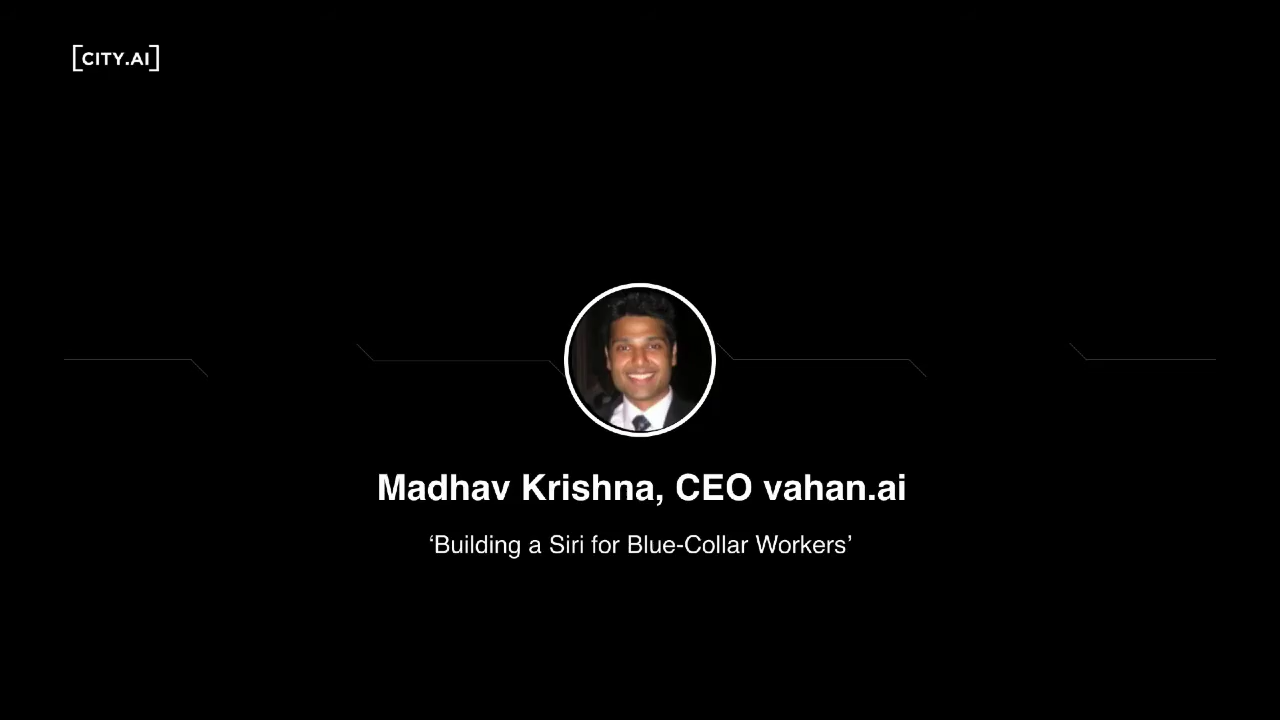 [CITY.AI]
Madhav Krishna, CEO vahan.ai
‘Building a Siri for Blue-Collar Workers’